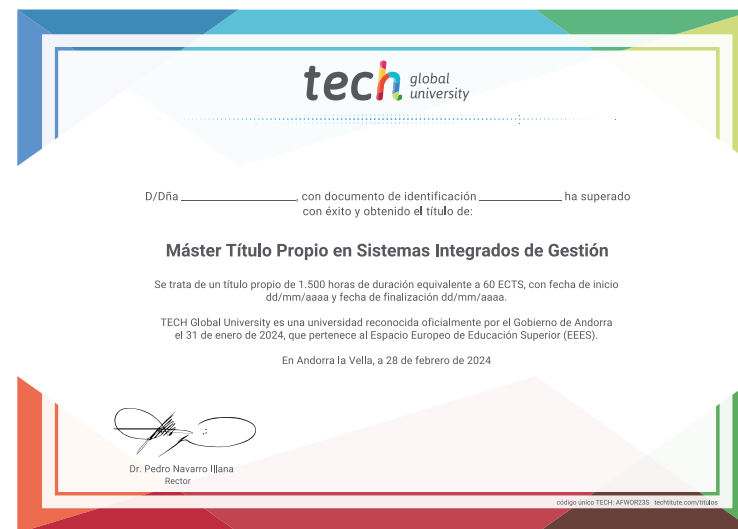 tech global university
D/Dña ______________, con documento de identificación ______________ ha superado
con éxito y obtenido el título de:
Máster Título Propio en Sistemas Integrados de Gestión
Se trata de un título propio de 1.500 horas de duración equivalente a 60 ECTS, con fecha de inicio
dd/mm/aaaa y fecha de finalización dd/mm/aaaa.
TECH Global University es una universidad reconocida oficialmente por el Gobierno de Andorra
el 31 de enero de 2024, que pertenece al Espacio Europeo de Educación Superior (EEES).
En Andorra la Vella, a 28 de febrero de 2024
Dr. Pedro Navarro Illana
Rector
código único TECH: AFWOR23S techtitute.com/titulos